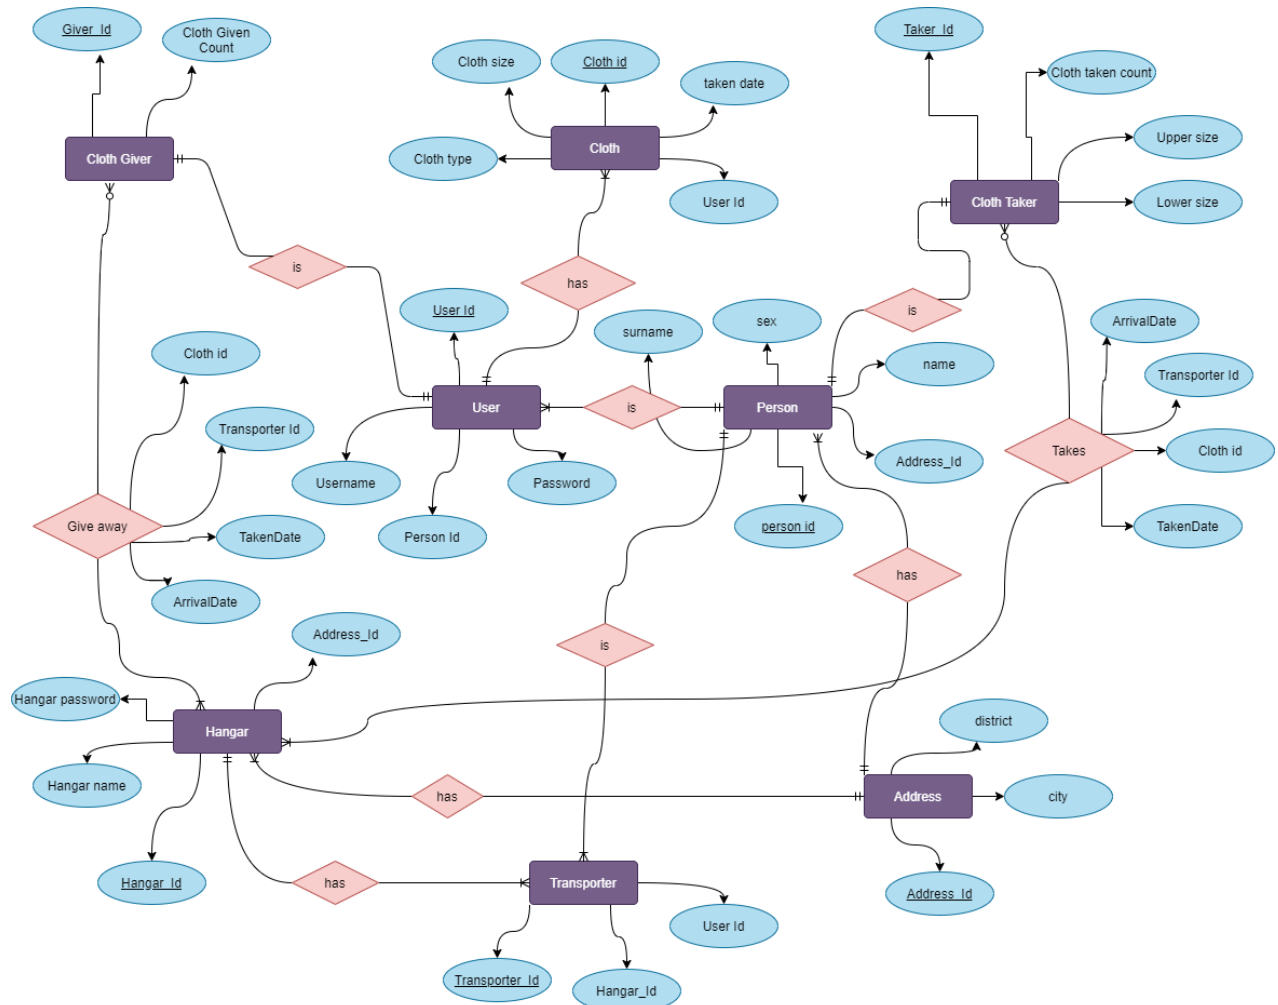 Giver_Id
Cloth Given
Count
Cloth size
Cloth id
taken date
Taker_Id
Cloth taken count
Cloth Giver
Cloth
Cloth type
User Id
Cloth Taker
Upper size
Lower size
is
has
User Id
surname
sex
is
name
ArrivalDate
Transporter Id
Cloth id
Cloth id
Transporter Id
User
is
Person
Address_Id
Takes
Username
Password
Person Id
person id
TakenDate
Give away
TakenDate
ArrivalDate
has
is
Address_Id
Hangar password
Hangar
Hangar name
Hangar_Id
has
district
Address
city
Address_Id
has
Transporter
User Id
Transporter_Id
Hangar_Id